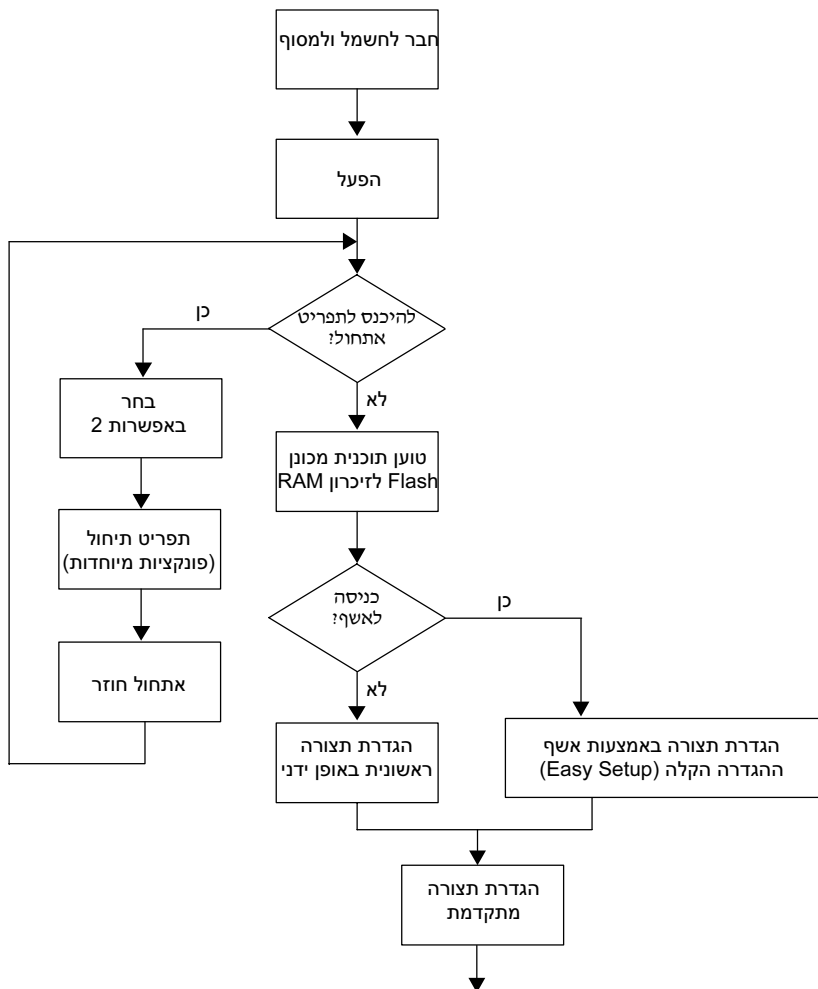 חבר לחשמל ולמסוף
הפעל
להיכנס לתפריט
אתחול?
כן
לא
בחר
באפשרות 2
תפריט תיחול
(פונקציות מיוחדות)
אתחול חוזר
טוען תוכנית מכונן
Flash לזיכרון RAM
כניסה
לאשף?
כן
לא
הגדרת תצורה באמצעות אשף
ההגדרה הקלה (Easy Setup)
הגדרת תצורה
ראשונית באופן ידני
הגדרת תצורה
מתקדמת